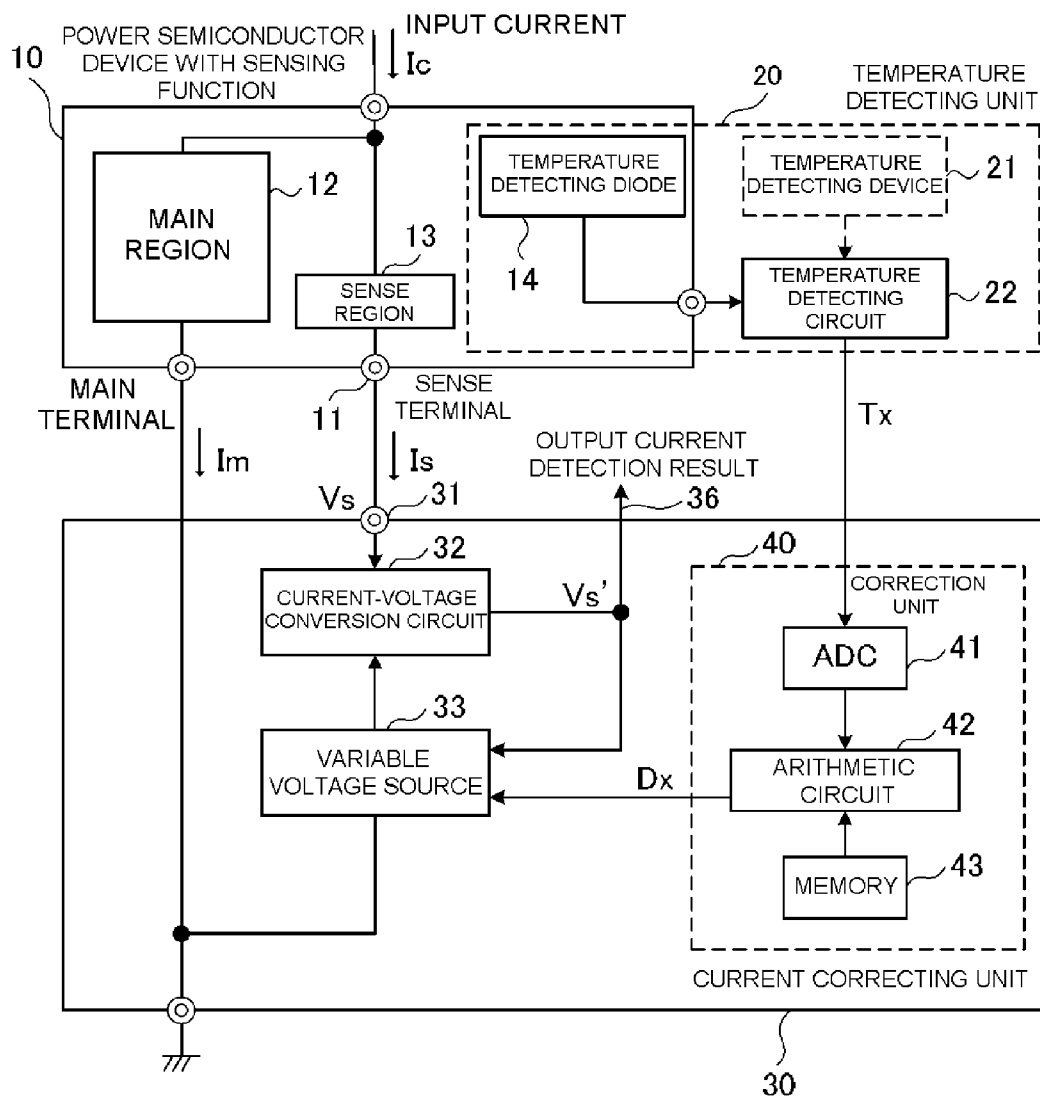 INPUT CURRENT
POWER SEMICONDUCTOR
DEVICE WITH SENSING
FUNCTION
Ic
10
20
TEMPERATURE
DETECTING UNIT
MAIN
REGION
12
13
SENSE
REGION
TEMPERATURE
DETECTING DIODE
14
TEMPERATURE
DETECTING DEVICE
21
TEMPERATURE
DETECTING
CIRCUIT
22
MAIN
TERMINAL
11
SENSE
TERMINAL
Tx
Im
Is
OUTPUT CURRENT
DETECTION RESULT
36
Vs
31
32
CURRENT-VOLTAGE
CONVERSION CIRCUIT
Vs'
40
CORRECTION
UNIT
ADC
41
33
VARIABLE
VOLTAGE SOURCE
Dx
42
ARITHMETIC
CIRCUIT
MEMORY
43
CURRENT CORRECTING UNIT
30